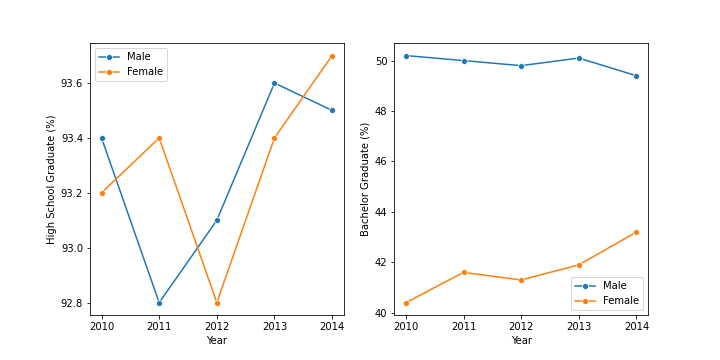 Male
Female
High School Graduate (%)
93.6
93.4
93.2
93.0
92.8
2010 2011 2012 2013 2014
Year
Bachelor Graduate (%)
50
48
46
44
42
40
Male
Female
2010 2011 2012 2013 2014
Year